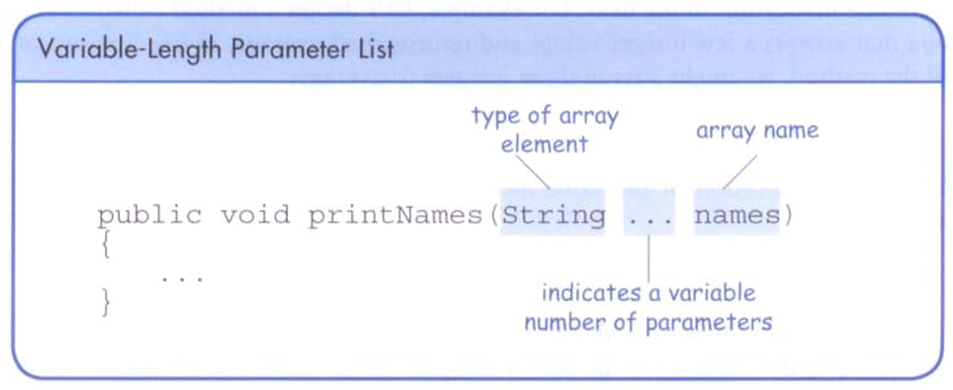 Variable-Length Parameter List
type of array
element
array name
public void printNames(String ... names)
{
...
}
indicates a variable
number of parameters